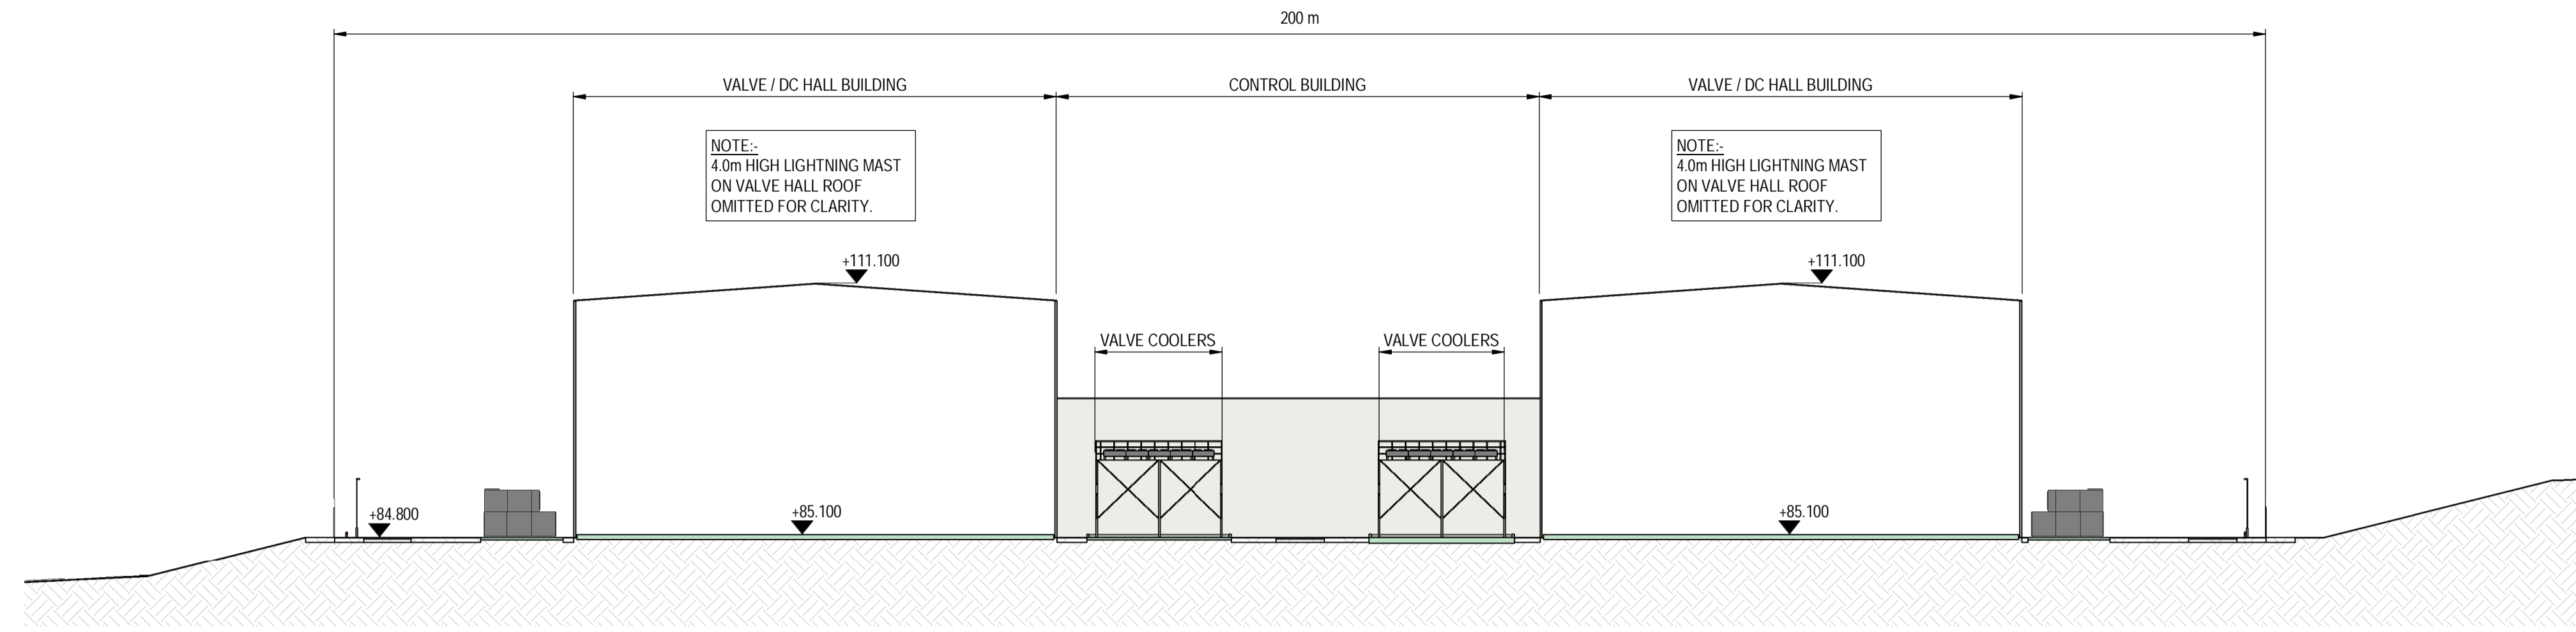 200 m
VALVE / DC HALL BUILDING
CONTROL BUILDING
VALVE / DC HALL BUILDING
NOTE:-
4.0m HIGH LIGHTNING MAST
ON VALVE HALL ROOF
OMITTED FOR CLARITY.
NOTE:-
4.0m HIGH LIGHTNING MAST
ON VALVE HALL ROOF
OMITTED FOR CLARITY.
+111.100
+111.100
VALVE COOLERS
VALVE COOLERS
+84.800
+85.100
+85.100